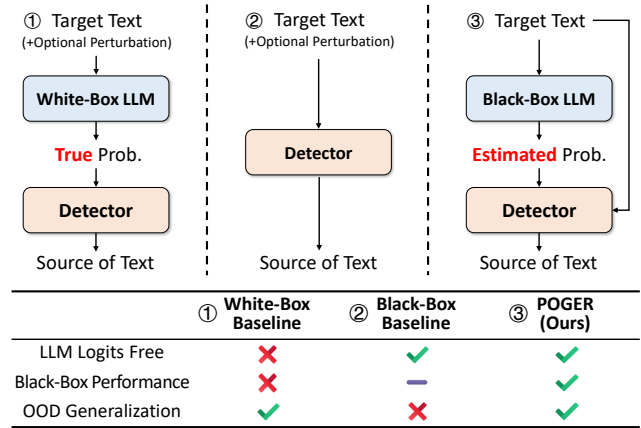 ① Target Text
(+Optional Perturbation)
White-Box LLM
True Prob.
Detector
Source of Text
② Target Text
(+Optional Perturbation)
Detector
Source of Text
③ Target Text
Black-Box LLM
Estimated Prob.
Detector
Source of Text
① White-Box Baseline ② Black-Box Baseline ③ POGER (Ours)
LLM Logits Free ✗ ✓ ✓
Black-Box Performance ✗ – ✓
OOD Generalization ✓ ✗ ✓